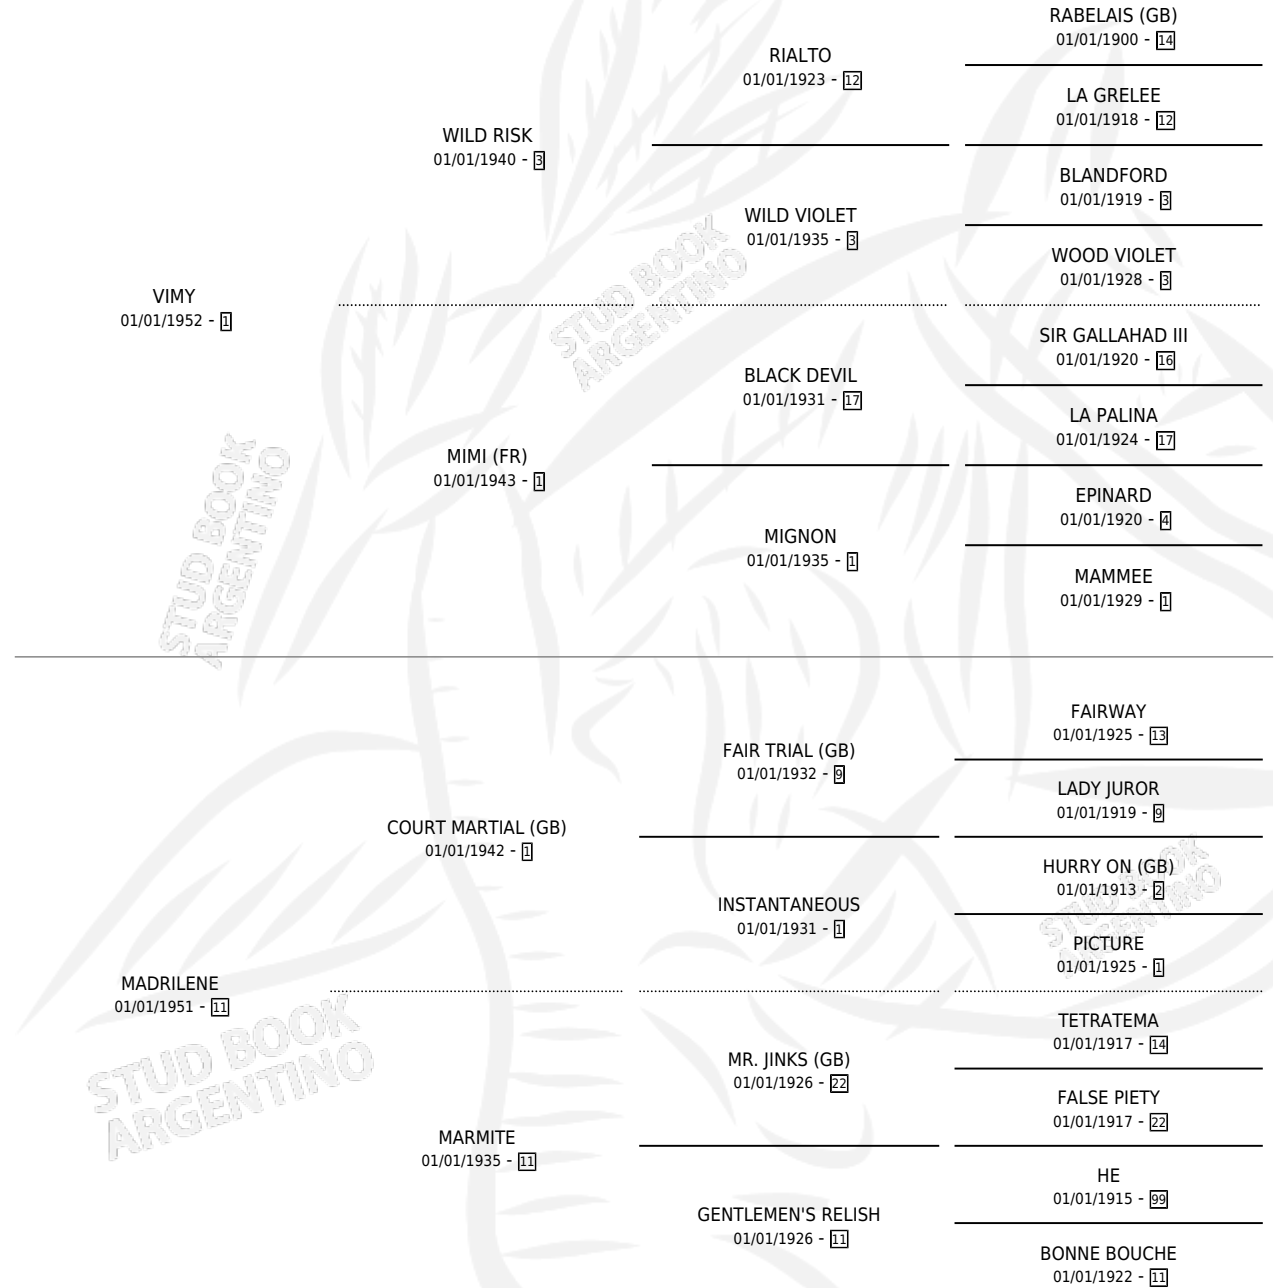 RABELAIS (GB)
01/01/1900 - 14
RIALTO
01/01/1923 - 12
LA GRELEE
01/01/1918 - 12
WILD RISK
01/01/1940 - 3
BLANDFORD
01/01/1919 - 3
WILD VIOLET
01/01/1935 - 3
WOOD VIOLET
01/01/1928 - 3
VIMY
01/01/1952 - 1
SIR GALLAHAD III
01/01/1920 - 16
BLACK DEVIL
01/01/1931 - 17
LA PALINA
01/01/1924 - 17
MIMI (FR)
01/01/1943 - 1
EPINARD
01/01/1920 - 4
MIGNON
01/01/1935 - 1
MAMMEE
01/01/1929 - 1
FAIRWAY
01/01/1925 - 13
FAIR TRIAL (GB)
01/01/1932 - 9
LADY JUROR
01/01/1919 - 9
COURT MARTIAL (GB)
01/01/1942 - 1
HURRY ON (GB)
01/01/1913 - 2
INSTANTANEOUS
01/01/1931 - 1
PICTURE
01/01/1925 - 1
MADRILENE
01/01/1951 - 11
TETRATEMA
01/01/1917 - 14
MR. JINKS (GB)
01/01/1926 - 22
FALSE PIETY
01/01/1917 - 22
MARMITE
01/01/1935 - 11
HE
01/01/1915 - 99
GENTLEMEN'S RELISH
01/01/1926 - 11
BONNE BOUCHE
01/01/1922 - 11
STUD BOOK
ARGENTINO
STUD BOOK
ARGENTINO
STUD BOOK
ARGENTINO
STUD BOOK
ARGENTINO